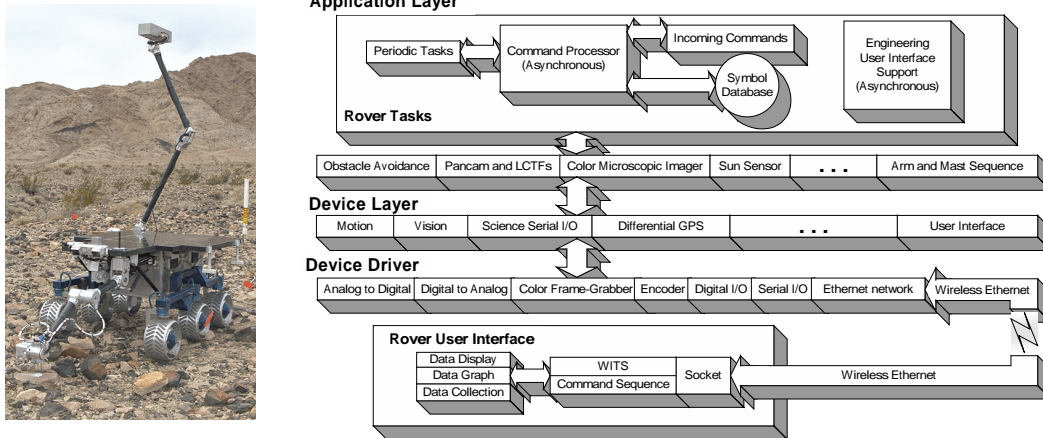 Application Layer
Periodic Tasks
Command Processor
(Asynchronous)
Incoming Commands
Symbol
Database
Engineering
User Interface
Support
(Asynchronous)
Rover Tasks
Obstacle Avoidance
Pancam and LCTFs
Color Microscopic Imager
Sun Sensor
. . .
Arm and Mast Sequence
Device Layer
Motion
Vision
Science Serial I/O
Differential GPS
. . .
User Interface
Device Driver
Analog to Digital
Digital to Analog
Color Frame-Grabber
Encoder
Digital I/O
Serial I/O
Ethernet network
Wireless Ethernet
Rover User Interface
Data Display
Data Graph
Data Collection
WITS
Command Sequence
Socket
Wireless Ethernet